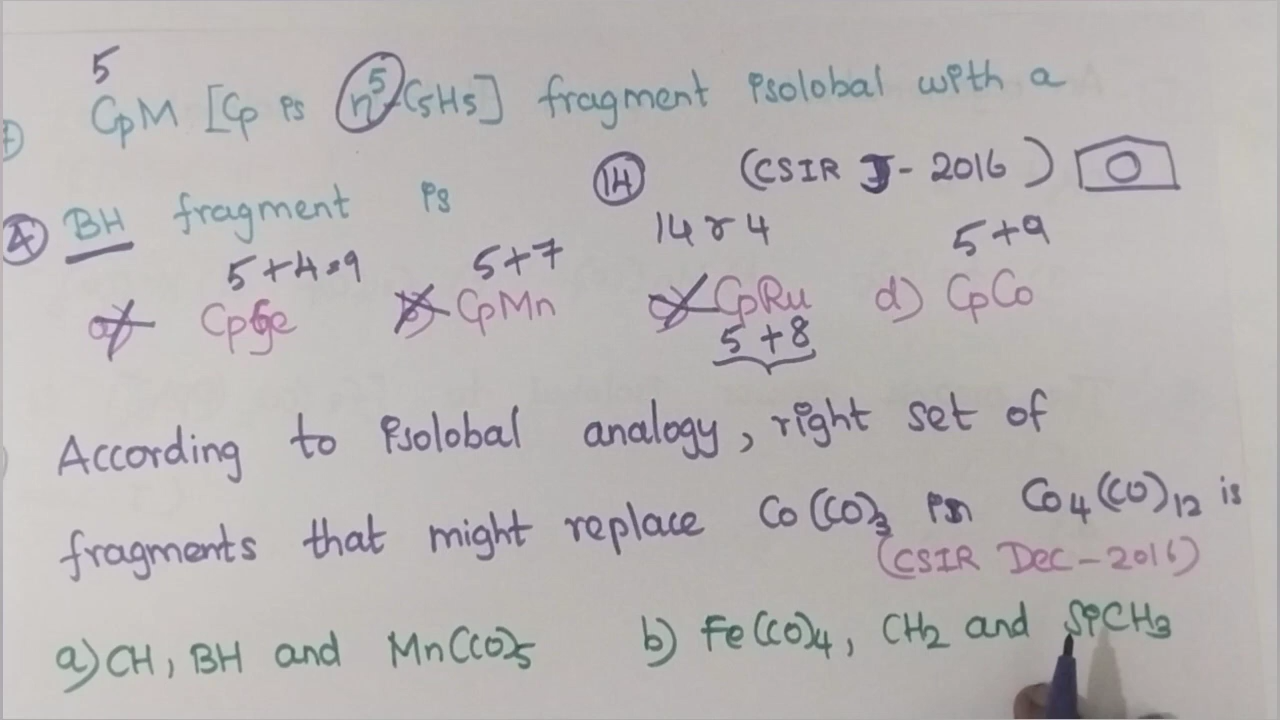 5
CpM [Cp is η5-C5H5] fragment isolobal with a
14 (CSIR J- 2016)
4 BH fragment is
14 r 4
5+4=9 5+7 5+9
a) CpGe b) CpMn c) CpRu d) CpCo
5+8
According to isolobal analogy, right set of
fragments that might replace Co(CO)3 in Co4(CO)12 is
(CSIR Dec-2016)
a) CH, BH and Mn(CO)5 b) Fe(CO)4, CH2 and SiCH3